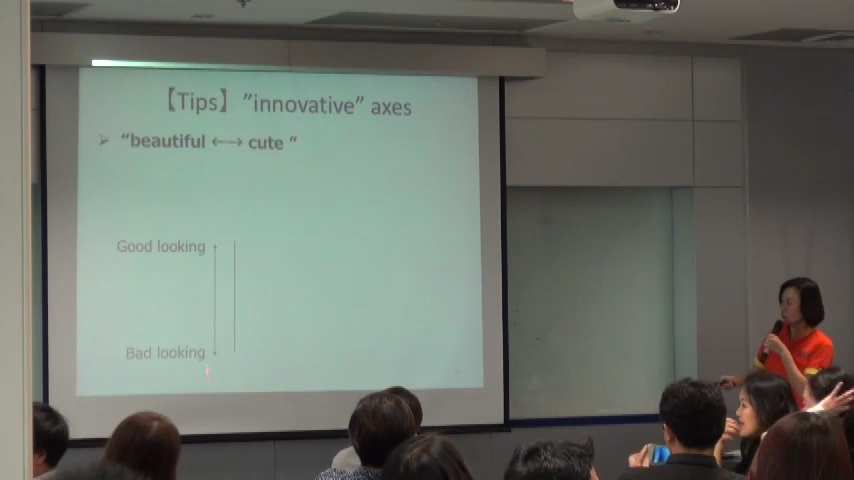 【Tips】 ”innovative” axes
➢ “beautiful ⟷ cute ”
Good looking
Bad looking